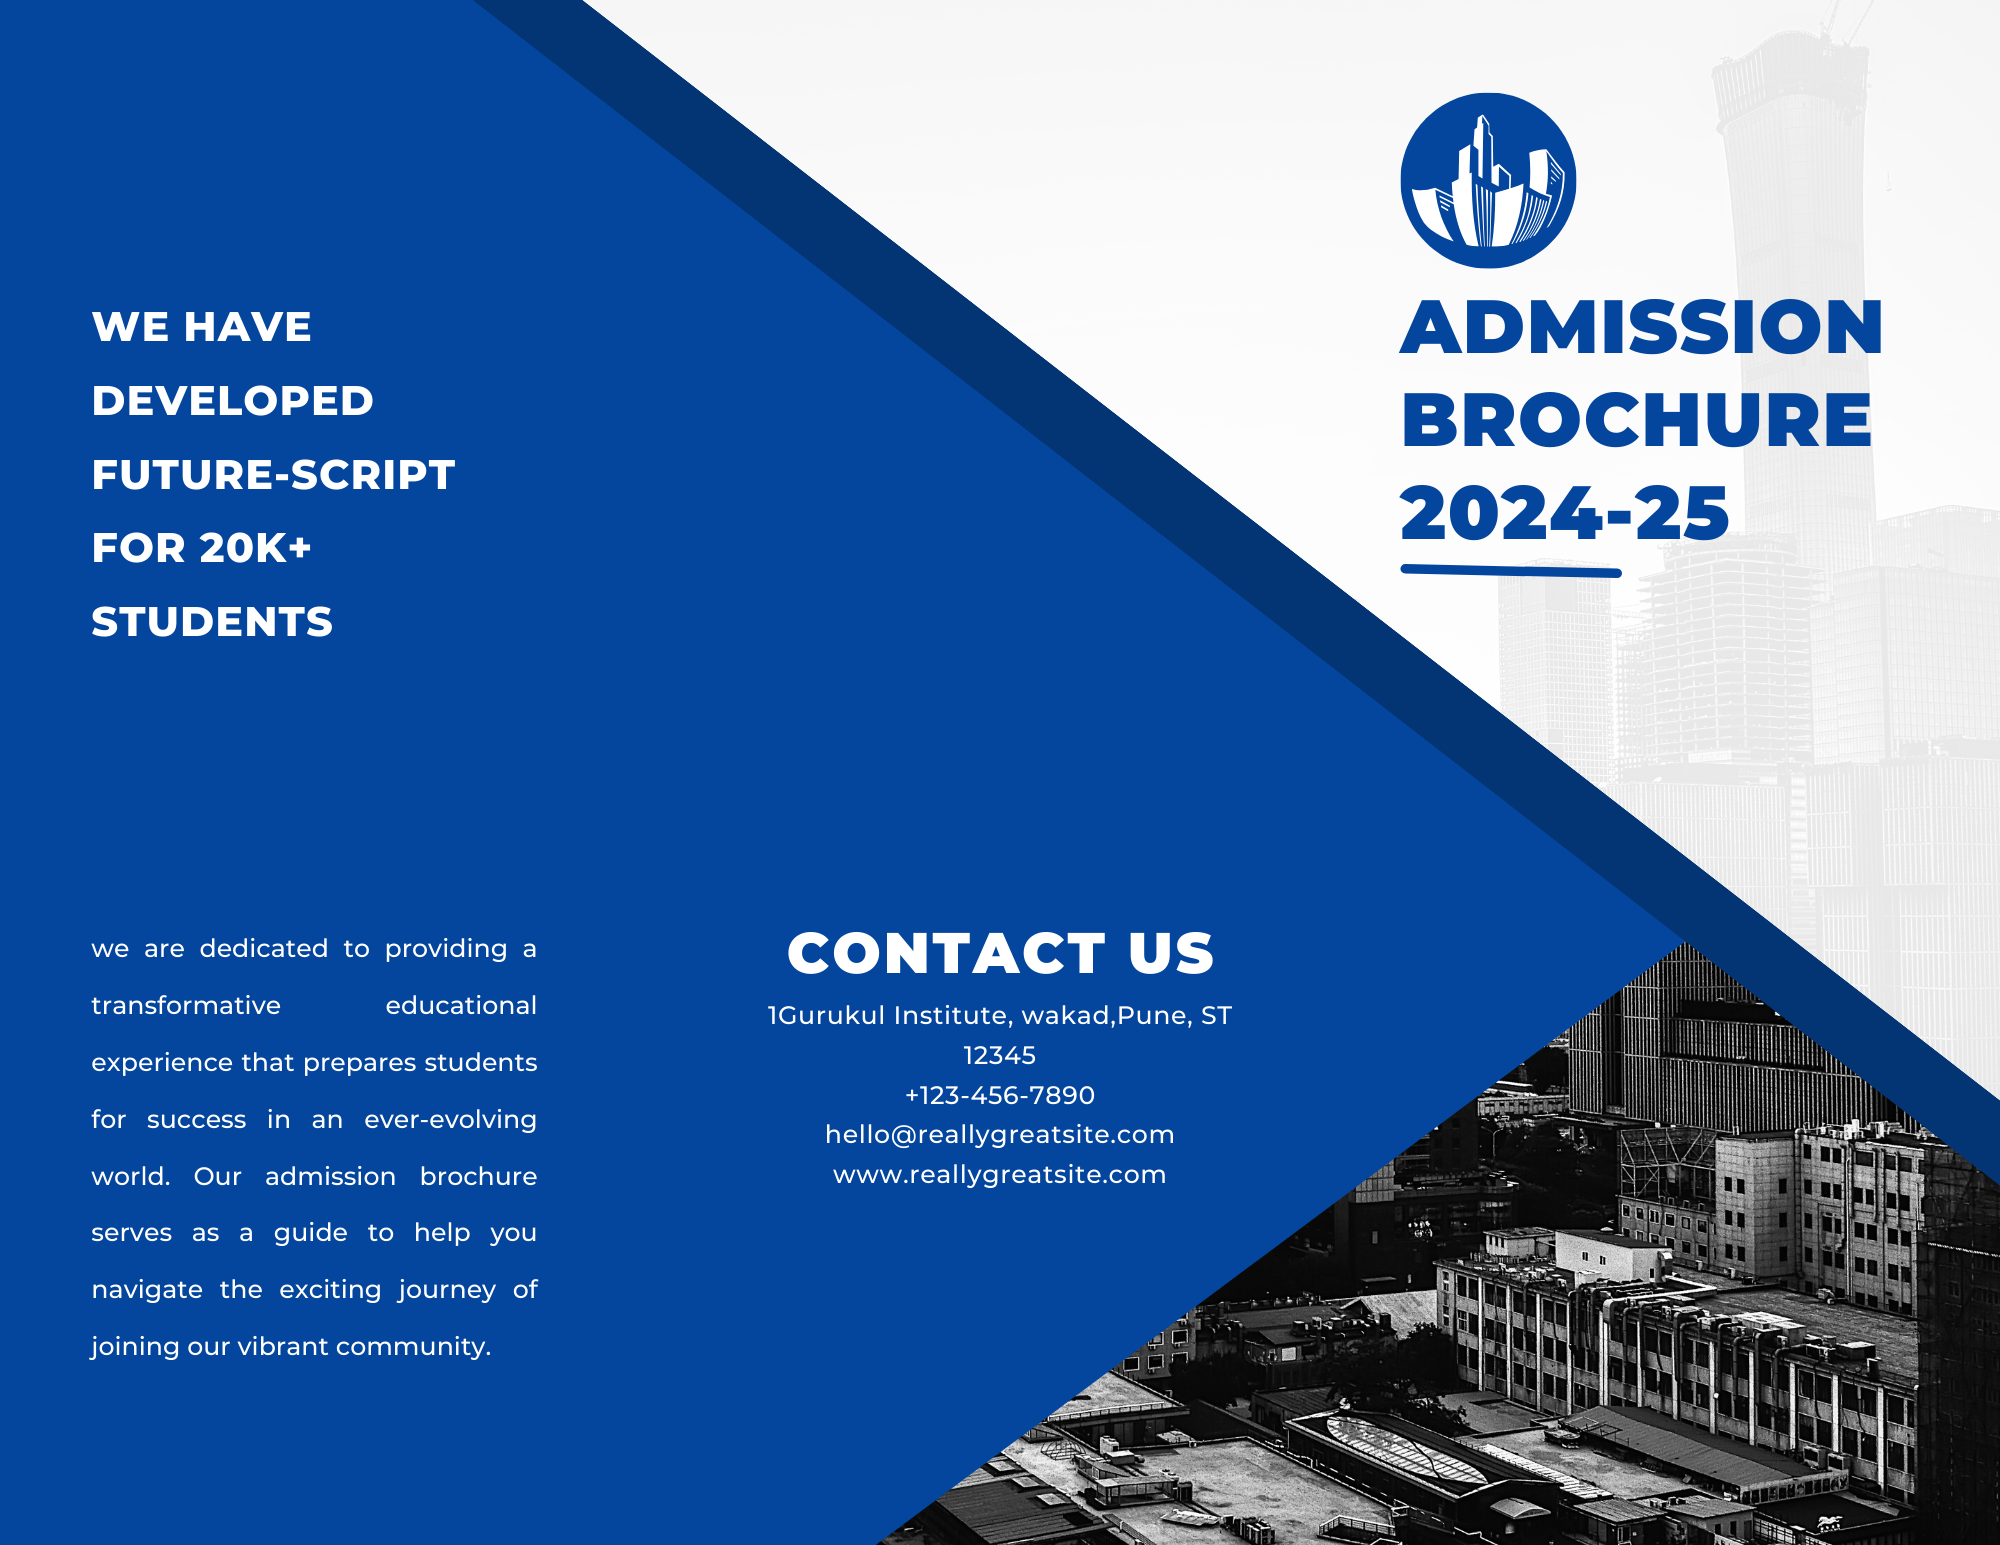 WE HAVE
DEVELOPED
FUTURE-SCRIPT
FOR 20K+
STUDENTS
we are dedicated to providing a
transformative educational
experience that prepares students
for success in an ever-evolving
world. Our admission brochure
serves as a guide to help you
navigate the exciting journey of
joining our vibrant community.
CONTACT US
1Gurukul Institute, wakad,Pune, ST
12345
+123-456-7890
hello@reallygreatsite.com
www.reallygreatsite.com
ADMISSION
BROCHURE
2024-25